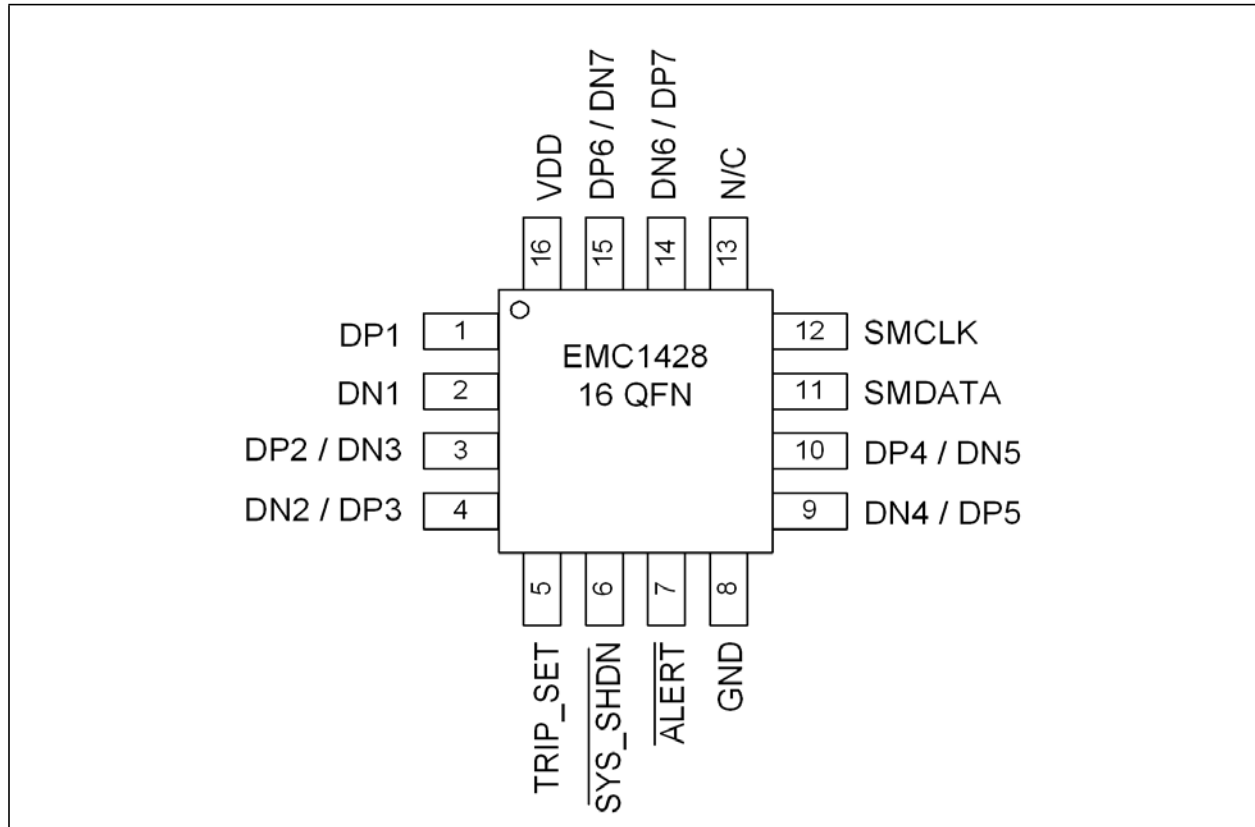 VDD
DP6 / DN7
DN6 / DP7
N/C
16
15
14
13
DP1
1
DN1
2
DP2 / DN3
3
DN2 / DP3
4
EMC1428
16 QFN
12
SMCLK
11
SMDATA
10
DP4 / DN5
9
DN4 / DP5
5
6
7
8
TRIP_SET
SYS_SHDN
ALERT
GND